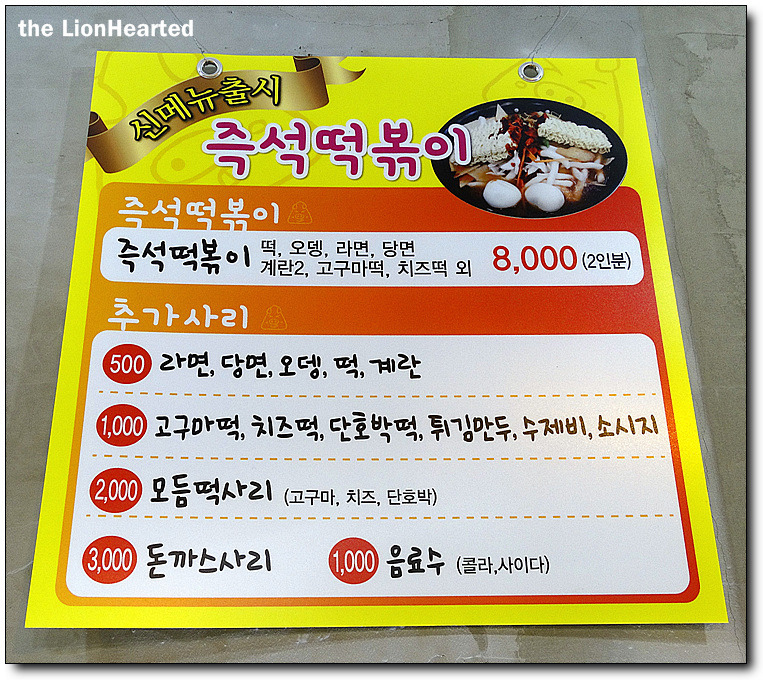 the LionHearted
신메뉴출시
즉석떡볶이
즉석떡볶이
즉석떡볶이 떡, 오뎅, 라면, 당면
계란2, 고구마떡, 치즈떡 외 8,000 (2인분)
추가사리
500 라면, 당면, 오뎅, 떡, 계란
1,000 고구마떡, 치즈떡, 단호박떡, 튀김만두, 수제비, 소시지
2,000 모듬떡사리 (고구마, 치즈, 단호박)
3,000 돈까스사리 1,000 음료수 (콜라,사이다)